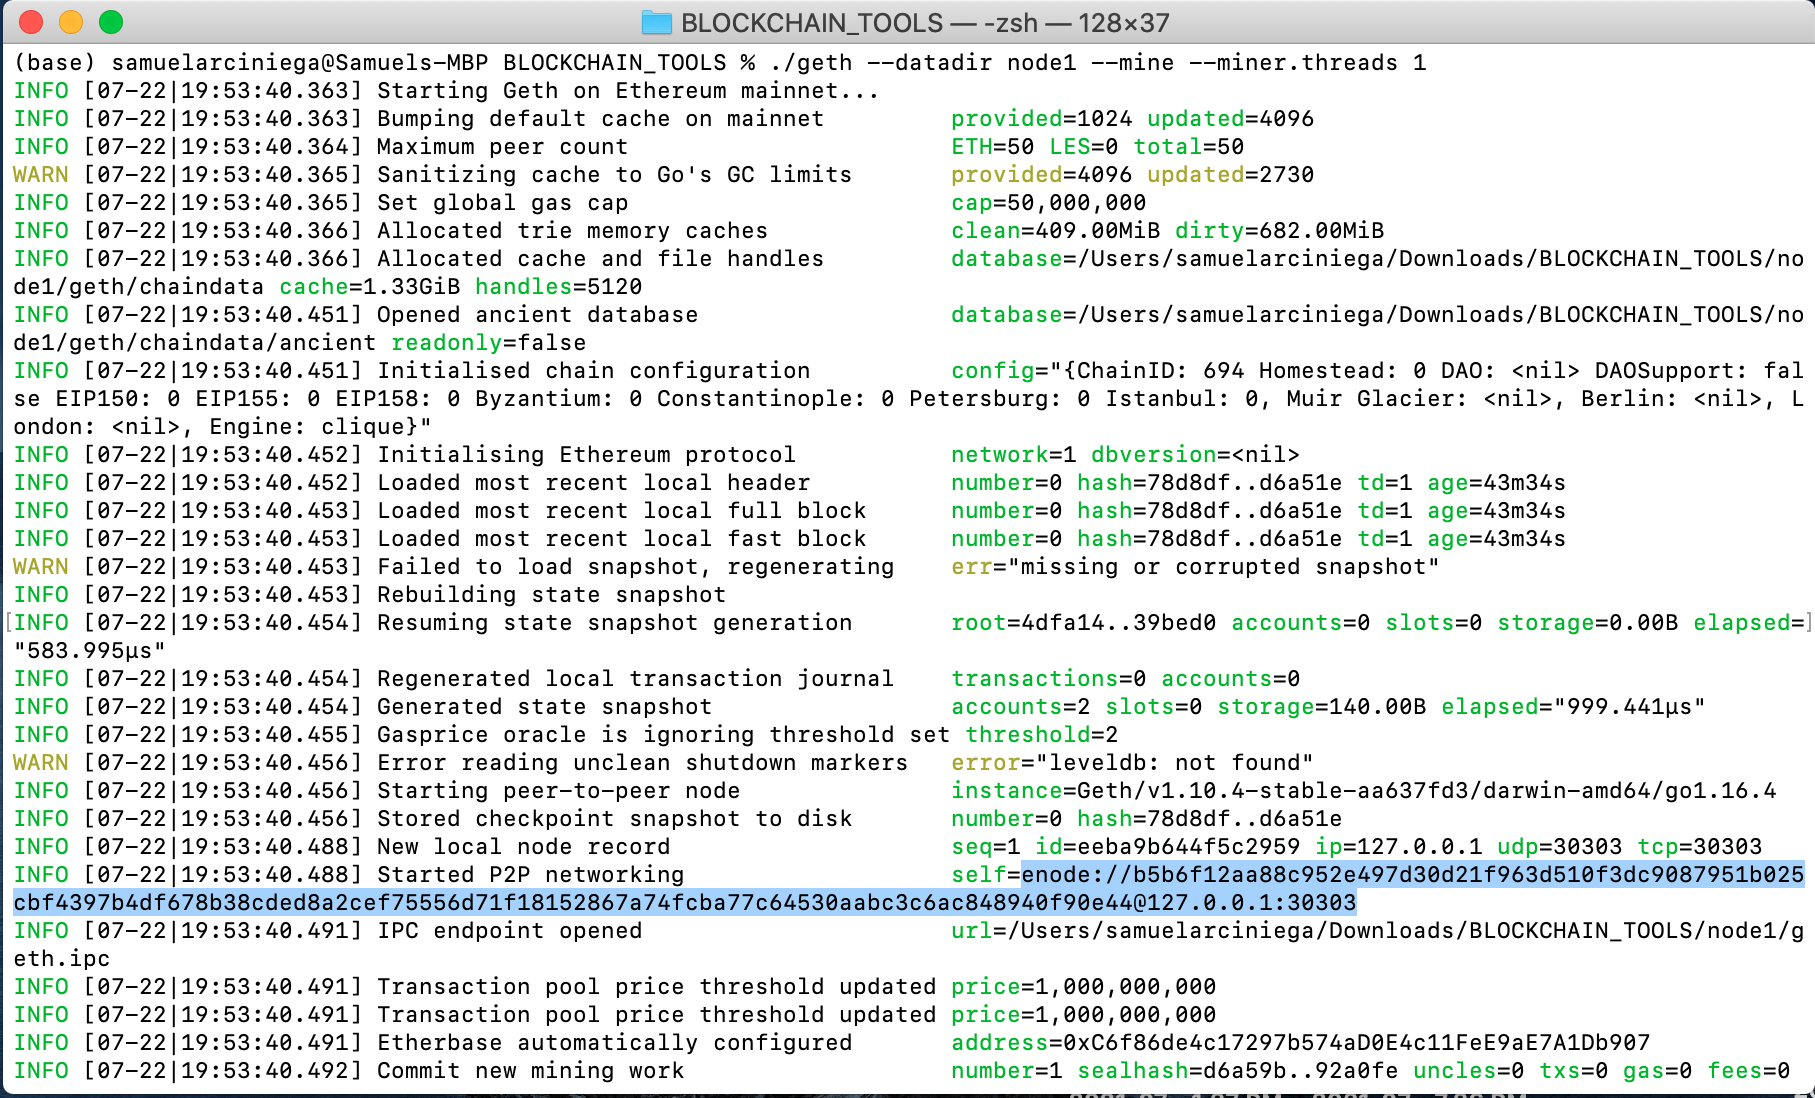 BLOCKCHAIN_TOOLS — -zsh — 128×37
(base) samuelarciniega@Samuels-MBP BLOCKCHAIN_TOOLS % ./geth --datadir node1 --mine --miner.threads 1
INFO [07-22|19:53:40.363] Starting Geth on Ethereum mainnet...
INFO [07-22|19:53:40.363] Bumping default cache on mainnet         provided=1024 updated=4096
INFO [07-22|19:53:40.364] Maximum peer count                       ETH=50 LES=0 total=50
WARN [07-22|19:53:40.365] Sanitizing cache to Go's GC limits       provided=4096 updated=2730
INFO [07-22|19:53:40.365] Set global gas cap                       cap=50,000,000
INFO [07-22|19:53:40.366] Allocated trie memory caches             clean=409.00MiB dirty=682.00MiB
INFO [07-22|19:53:40.366] Allocated cache and file handles         database=/Users/samuelarciniega/Downloads/BLOCKCHAIN_TOOLS/no
de1/geth/chaindata cache=1.33GiB handles=5120
INFO [07-22|19:53:40.451] Opened ancient database                  database=/Users/samuelarciniega/Downloads/BLOCKCHAIN_TOOLS/no
de1/geth/chaindata/ancient readonly=false
INFO [07-22|19:53:40.451] Initialised chain configuration          config="{ChainID: 694 Homestead: 0 DAO: <nil> DAOSupport: fal
se EIP150: 0 EIP155: 0 EIP158: 0 Byzantium: 0 Constantinople: 0 Petersburg: 0 Istanbul: 0, Muir Glacier: <nil>, Berlin: <nil>, L
ondon: <nil>, Engine: clique}"
INFO [07-22|19:53:40.452] Initialising Ethereum protocol           network=1 dbversion=<nil>
INFO [07-22|19:53:40.452] Loaded most recent local header          number=0 hash=78d8df..d6a51e td=1 age=43m34s
INFO [07-22|19:53:40.453] Loaded most recent local full block      number=0 hash=78d8df..d6a51e td=1 age=43m34s
INFO [07-22|19:53:40.453] Loaded most recent local fast block      number=0 hash=78d8df..d6a51e td=1 age=43m34s
WARN [07-22|19:53:40.453] Failed to load snapshot, regenerating    err="missing or corrupted snapshot"
INFO [07-22|19:53:40.453] Rebuilding state snapshot
[INFO [07-22|19:53:40.454] Resuming state snapshot generation       root=4dfa14..39bed0 accounts=0 slots=0 storage=0.00B elapsed=]
"583.995µs"
INFO [07-22|19:53:40.454] Regenerated local transaction journal    transactions=0 accounts=0
INFO [07-22|19:53:40.454] Generated state snapshot                 accounts=2 slots=0 storage=140.00B elapsed="999.441µs"
INFO [07-22|19:53:40.455] Gasprice oracle is ignoring threshold set threshold=2
WARN [07-22|19:53:40.456] Error reading unclean shutdown markers   error="leveldb: not found"
INFO [07-22|19:53:40.456] Starting peer-to-peer node               instance=Geth/v1.10.4-stable-aa637fd3/darwin-amd64/go1.16.4
INFO [07-22|19:53:40.456] Stored checkpoint snapshot to disk       number=0 hash=78d8df..d6a51e
INFO [07-22|19:53:40.488] New local node record                    seq=1 id=eeba9b644f5c2959 ip=127.0.0.1 udp=30303 tcp=30303
INFO [07-22|19:53:40.488] Started P2P networking                   self=enode://b5b6f12aa88c952e497d30d21f963d510f3dc9087951b025
cbf4397b4df678b38cded8a2cef75556d71f18152867a74fcba77c64530aabc3c6ac848940f90e44@127.0.0.1:30303
INFO [07-22|19:53:40.491] IPC endpoint opened                      url=/Users/samuelarciniega/Downloads/BLOCKCHAIN_TOOLS/node1/g
eth.ipc
INFO [07-22|19:53:40.491] Transaction pool price threshold updated price=1,000,000,000
INFO [07-22|19:53:40.491] Transaction pool price threshold updated price=1,000,000,000
INFO [07-22|19:53:40.491] Etherbase automatically configured       address=0xC6f86de4c17297b574aD0E4c11FeE9aE7A1Db907
INFO [07-22|19:53:40.492] Commit new mining work                   number=1 sealhash=d6a59b..92a0fe uncles=0 txs=0 gas=0 fees=0